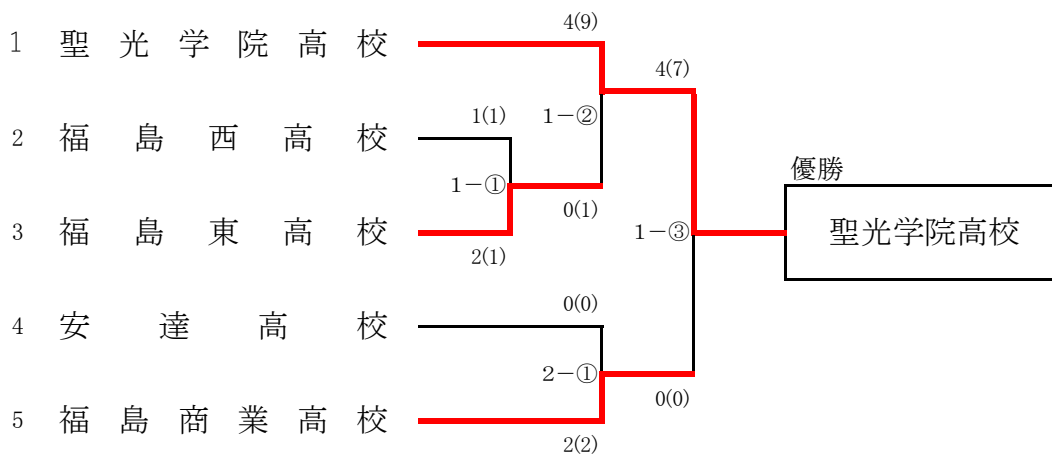 4(9)
1 聖光学院高校
4(7)
1(1)
1-②
2 福島西高校
優勝
1-①
0(1)
3 福島東高校
1-③
聖光学院高校
2(1)
0(0)
4 安達高校
2-①
0(0)
5 福島商業高校
2(2)